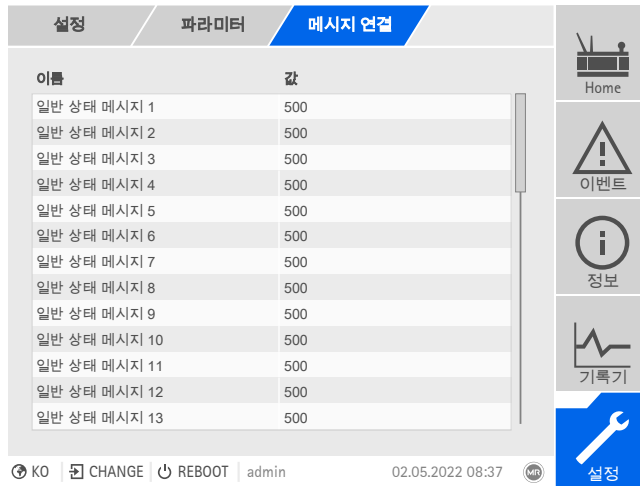 설정 파라미터 메시지 연결
이름 값
일반 상태 메시지 1 500
일반 상태 메시지 2 500
일반 상태 메시지 3 500
일반 상태 메시지 4 500
일반 상태 메시지 5 500
일반 상태 메시지 6 500
일반 상태 메시지 7 500
일반 상태 메시지 8 500
일반 상태 메시지 9 500
일반 상태 메시지 10 500
일반 상태 메시지 11 500
일반 상태 메시지 12 500
일반 상태 메시지 13 500
Home
이벤트
정보
기록기
설정
KO CHANGE REBOOT admin 02.05.2022 08:37 MR